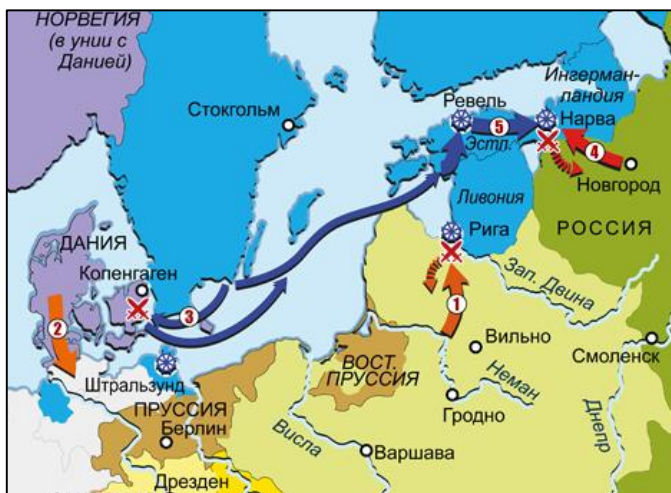 НОРВЕГИЯ
(в унии с
Данией)
Стокгольм
Ревель
5
Эстл.
Ингерман-
ландия
Нарва
4
Новгород
Ливония
РОССИЯ
Рига
ДАНИЯ
Копенгаген
3
2
1
Зап. Двина
Вильно
Смоленск
Штральзунд
ВОСТ.
ПРУССИЯ
Неман
Гродно
Днепр
ПРУССИЯ
Берлин
Висла
Варшава
Дрезден